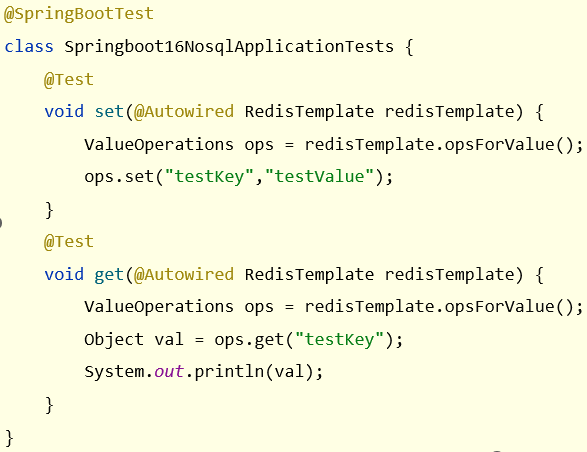 @SpringBootTest
class Springboot16NosqlApplicationTests {
    @Test
    void set(@Autowired RedisTemplate redisTemplate) {
        ValueOperations ops = redisTemplate.opsForValue();
        ops.set("testKey","testValue");
    }
    @Test
    void get(@Autowired RedisTemplate redisTemplate) {
        ValueOperations ops = redisTemplate.opsForValue();
        Object val = ops.get("testKey");
        System.out.println(val);
    }
}